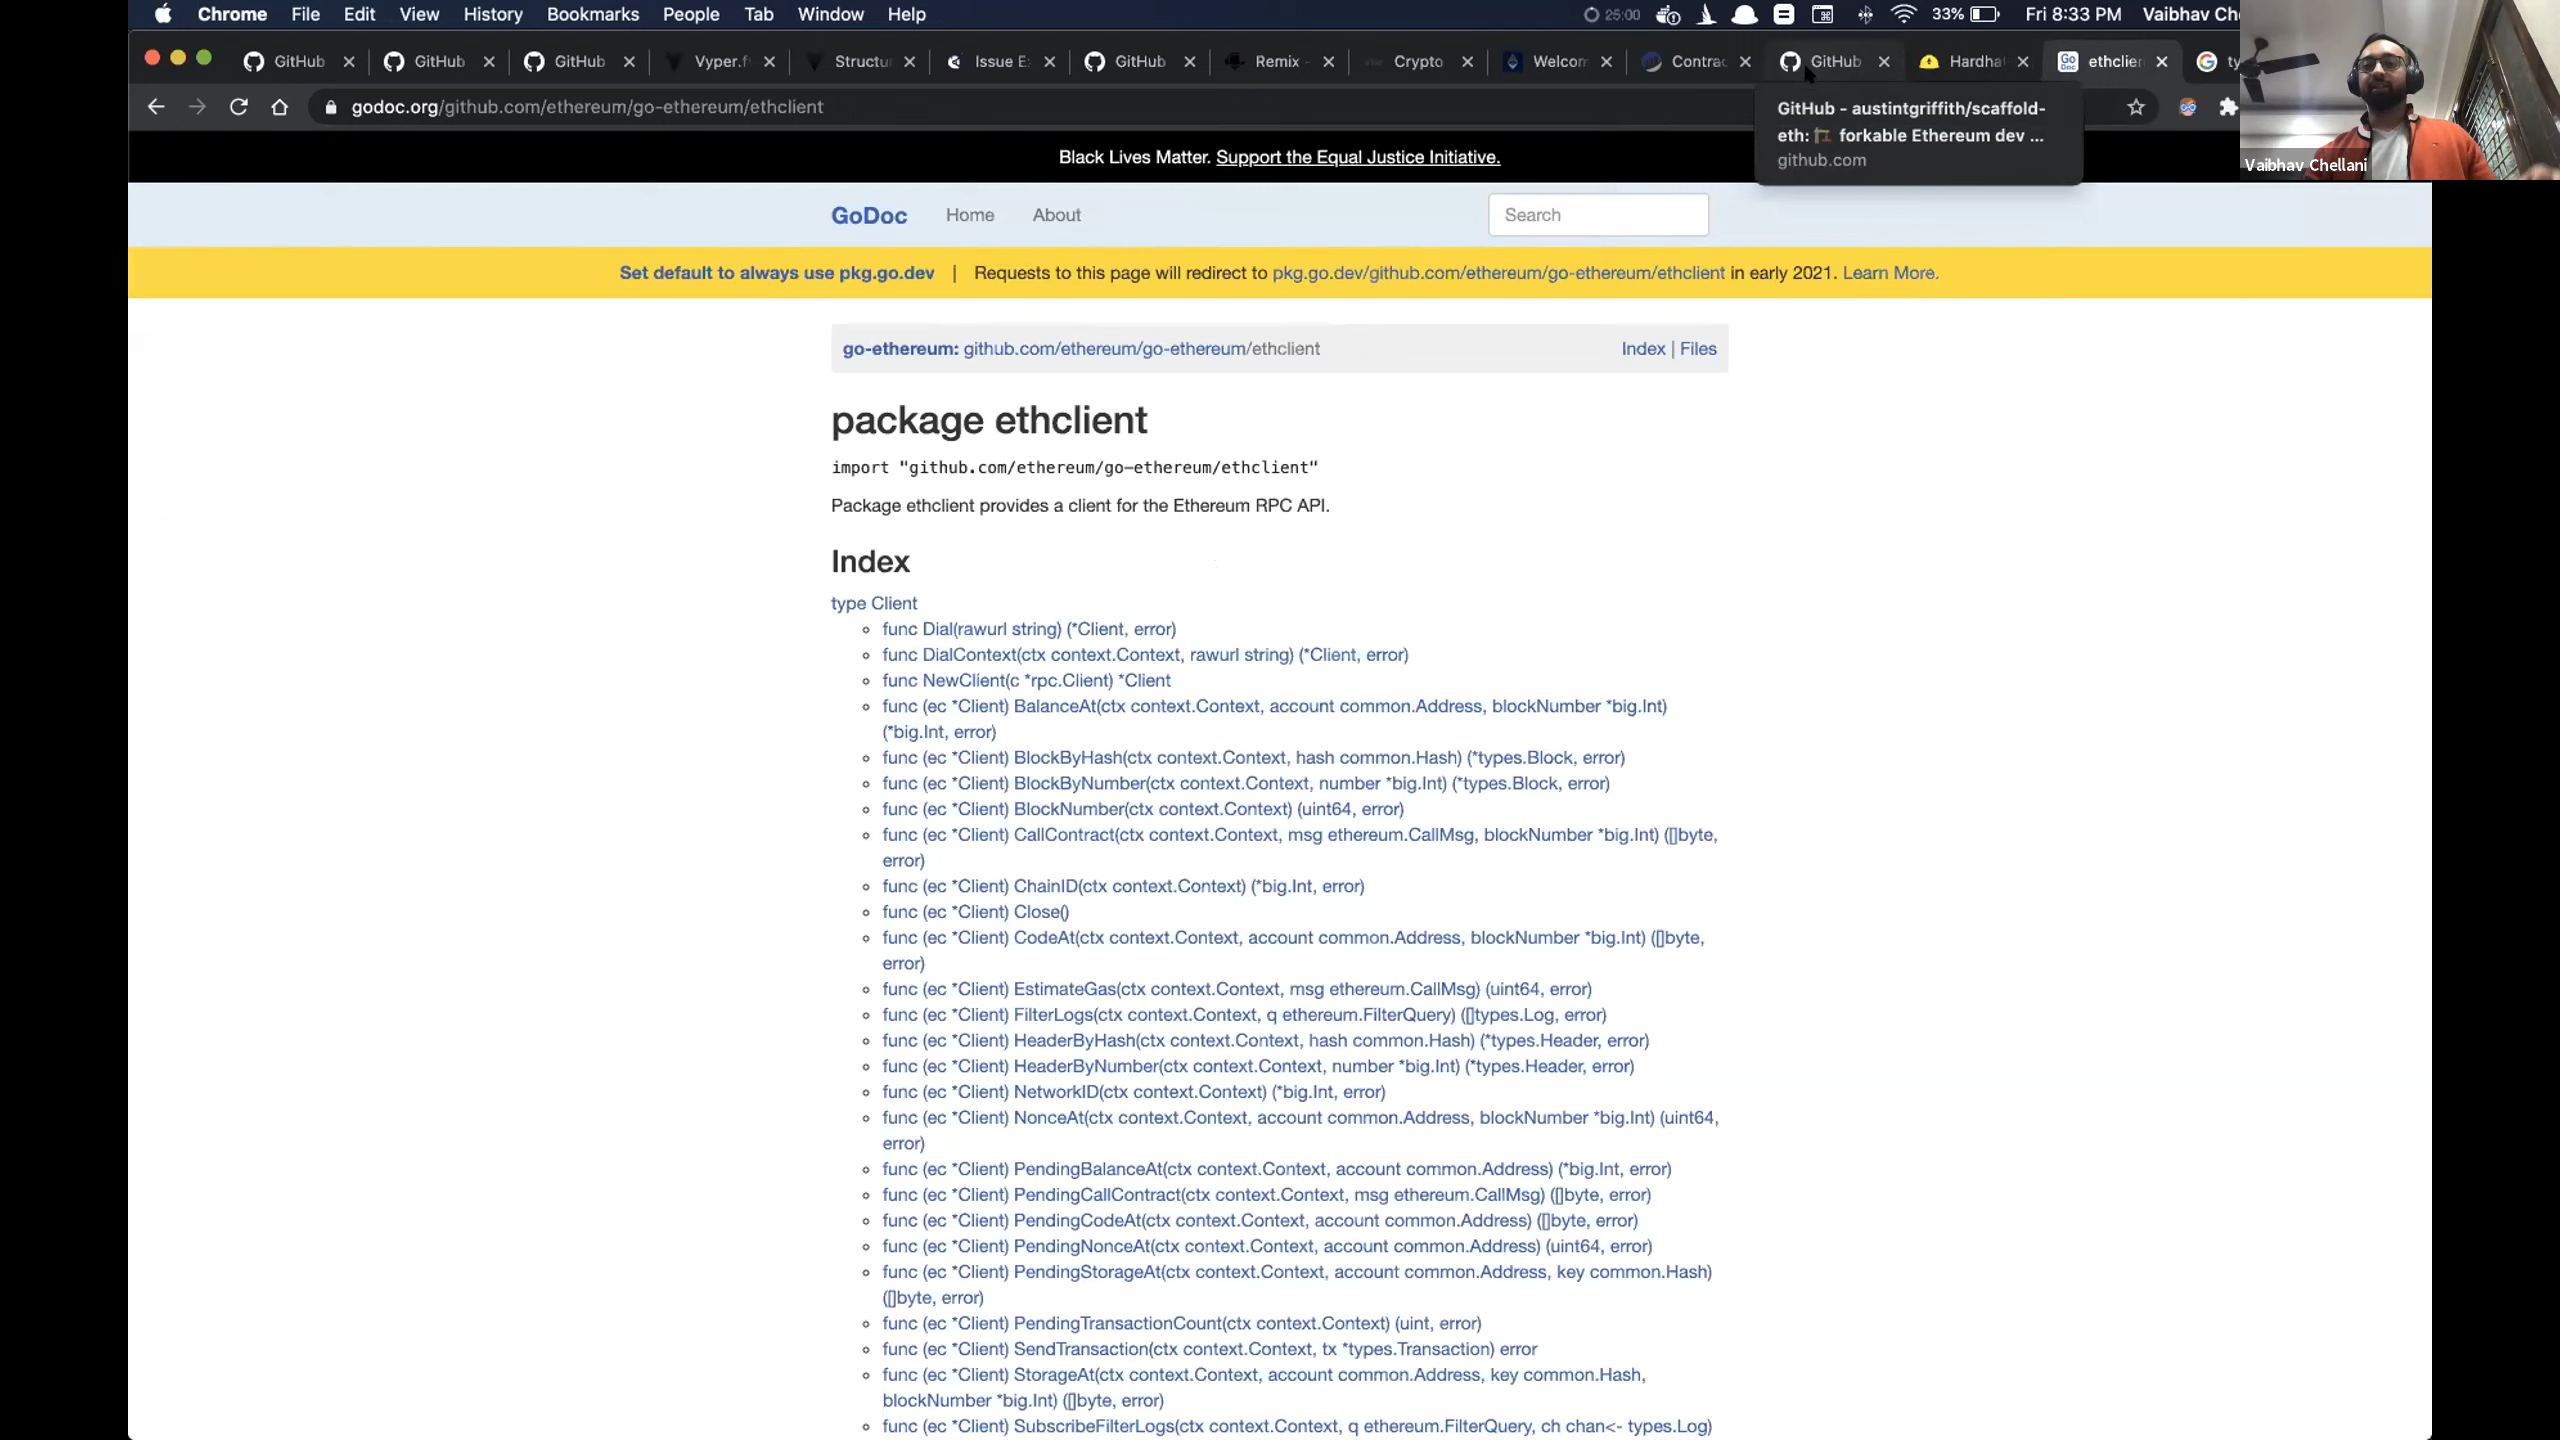 Chrome File Edit View History Bookmarks People Tab Window Help 25:00 33% Fri 8:33 PM Vaibhav Che
GitHub GitHub GitHub Vyper.f Structur Issue E GitHub Remix - Crypto Welcom Contrac GitHub Hardha ethclien ty
godoc.org/github.com/ethereum/go-ethereum/ethclient
GitHub - austintgriffith/scaffold-
eth: forkable Ethereum dev ...
github.com
Vaibhav Chellani
Black Lives Matter. Support the Equal Justice Initiative.
GoDoc Home About Search
Set default to always use pkg.go.dev | Requests to this page will redirect to pkg.go.dev/github.com/ethereum/go-ethereum/ethclient in early 2021. Learn More.
go-ethereum: github.com/ethereum/go-ethereum/ethclient Index | Files
package ethclient
import "github.com/ethereum/go-ethereum/ethclient"
Package ethclient provides a client for the Ethereum RPC API.
Index
type Client
func Dial(rawurl string) (*Client, error)
func DialContext(ctx context.Context, rawurl string) (*Client, error)
func NewClient(c *rpc.Client) *Client
func (ec *Client) BalanceAt(ctx context.Context, account common.Address, blockNumber *big.Int)
(*big.Int, error)
func (ec *Client) BlockByHash(ctx context.Context, hash common.Hash) (*types.Block, error)
func (ec *Client) BlockByNumber(ctx context.Context, number *big.Int) (*types.Block, error)
func (ec *Client) BlockNumber(ctx context.Context) (uint64, error)
func (ec *Client) CallContract(ctx context.Context, msg ethereum.CallMsg, blockNumber *big.Int) ([]byte,
error)
func (ec *Client) ChainID(ctx context.Context) (*big.Int, error)
func (ec *Client) Close()
func (ec *Client) CodeAt(ctx context.Context, account common.Address, blockNumber *big.Int) ([]byte,
error)
func (ec *Client) EstimateGas(ctx context.Context, msg ethereum.CallMsg) (uint64, error)
func (ec *Client) FilterLogs(ctx context.Context, q ethereum.FilterQuery) ([]types.Log, error)
func (ec *Client) HeaderByHash(ctx context.Context, hash common.Hash) (*types.Header, error)
func (ec *Client) HeaderByNumber(ctx context.Context, number *big.Int) (*types.Header, error)
func (ec *Client) NetworkID(ctx context.Context) (*big.Int, error)
func (ec *Client) NonceAt(ctx context.Context, account common.Address, blockNumber *big.Int) (uint64,
error)
func (ec *Client) PendingBalanceAt(ctx context.Context, account common.Address) (*big.Int, error)
func (ec *Client) PendingCallContract(ctx context.Context, msg ethereum.CallMsg) ([]byte, error)
func (ec *Client) PendingCodeAt(ctx context.Context, account common.Address) ([]byte, error)
func (ec *Client) PendingNonceAt(ctx context.Context, account common.Address) (uint64, error)
func (ec *Client) PendingStorageAt(ctx context.Context, account common.Address, key common.Hash)
([]byte, error)
func (ec *Client) PendingTransactionCount(ctx context.Context) (uint, error)
func (ec *Client) SendTransaction(ctx context.Context, tx *types.Transaction) error
func (ec *Client) StorageAt(ctx context.Context, account common.Address, key common.Hash,
blockNumber *big.Int) ([]byte, error)
func (ec *Client) SubscribeFilterLogs(ctx context.Context, q ethereum.FilterQuery, ch chan<- types.Log)